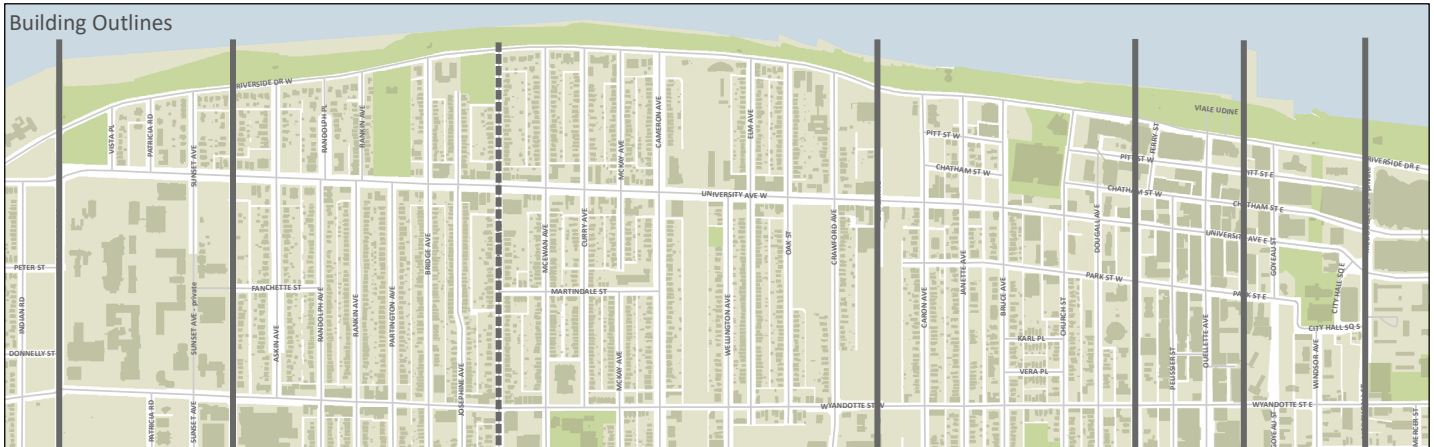 Building Outlines
RIVERSIDE DR W
VIALE UDINE
VISTA PL
PATRICIA RD
SUNSET AVE
RANDOLPH PL
RANKIN AVE
MCKAY AVE
CAMERON AVE
ELM AVE
PITT ST W
FERRY ST
PITT ST W
CHATHAM ST W
RIVERSIDE DR E
PITT ST E
CHATHAM ST W
CHATHAM ST E
UNIVERSITY AVE W
UNIVERSITY AVE E
PETER ST
INDIAN RD
DONNELLY ST
SUNSET AVE - private
FANCHETTE ST
ASKIN AVE
RANDOLPH AVE
RANKIN AVE
PARTINGTON AVE
BRIDGE AVE
JOSEPHINE AVE
MCEWAN AVE
CURRY AVE
MARTINDALE ST
MCKAY AVE
WELLINGTON AVE
OAK ST
CRAWFORD AVE
CARON AVE
JANETTE AVE
BRUCE AVE
DOUGALL AVE
CHURCH ST
PARK ST W
KARL PL
VERA PL
PELISSIER ST
OUELLETTE AVE
GOYEAU ST
PARK ST E
CITY HALL SQ E
CITY HALL SQ S
WINDSOR AVE
WYANDOTTE ST W
WYANDOTTE ST E
PATRICIA RD
SUNSET AVE
GOYEAU ST
MERCER ST